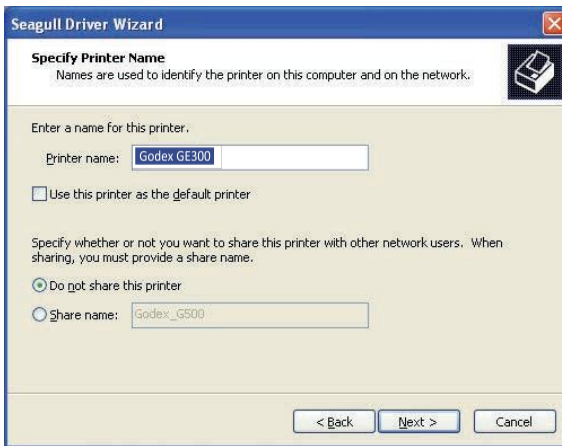 Seagull Driver Wizard
Specify Printer Name
Names are used to identify the printer on this computer and on the network.
Enter a name for this printer.
Printer name: Godex GE300
Use this printer as the default printer
Specify whether or not you want to share this printer with other network users. When
sharing, you must provide a share name.
Do not share this printer
Share name: Godex_G500
< Back Next > Cancel